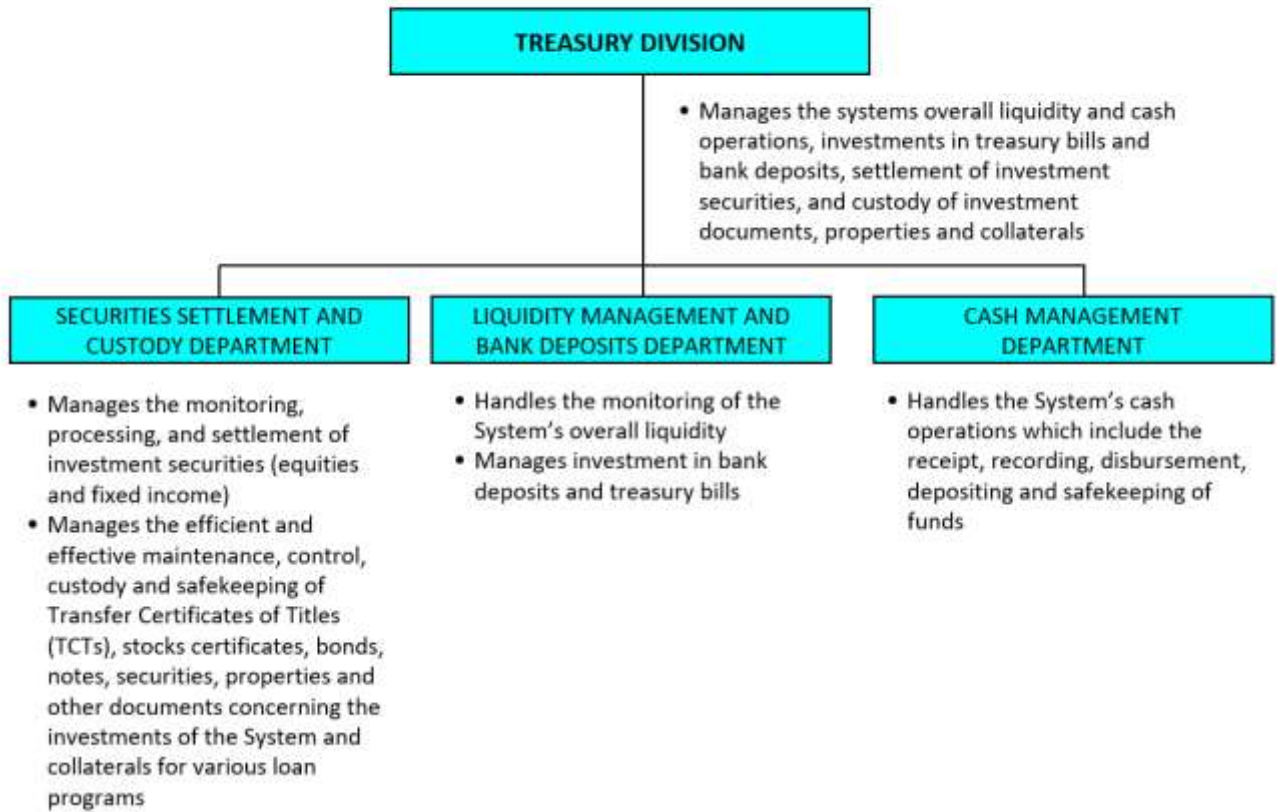 TREASURY DIVISION
• Manages the systems overall liquidity and cash
operations, investments in treasury bills and
bank deposits, settlement of investment
securities, and custody of investment
documents, properties and collaterals
SECURITIES SETTLEMENT AND
CUSTODY DEPARTMENT
• Manages the monitoring,
processing, and settlement of
investment securities (equities
and fixed income)
• Manages the efficient and
effective maintenance, control,
custody and safekeeping of
Transfer Certificates of Titles
(TCTs), stocks certificates, bonds,
notes, securities, properties and
other documents concerning the
investments of the System and
collaterals for various loan
programs
LIQUIDITY MANAGEMENT AND
BANK DEPOSITS DEPARTMENT
• Handles the monitoring of the
System's overall liquidity
• Manages investment in bank
deposits and treasury bills
CASH MANAGEMENT
DEPARTMENT
• Handles the System's cash
operations which include the
receipt, recording, disbursement,
depositing and safekeeping of
funds